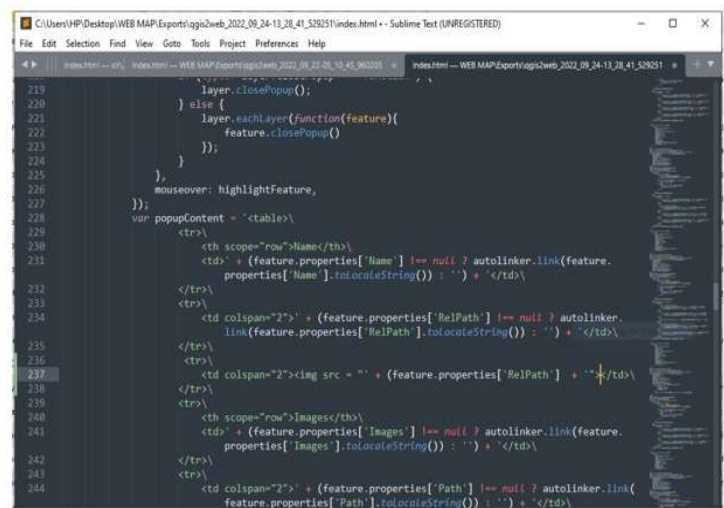 C:\Users\HP\Desktop\WEB MAP\Exports\qgis2web_2022_09_24-13_28_41_529251\index.html • - Sublime Text (UNREGISTERED)
File Edit Selection Find View Goto Tools Project Preferences Help
index.html — WEB MAP\Exports\qgis2web_2022_09_22-05_10_45_960205 index.html — WEB MAP\Exports\qgis2web_2022_09_24-13_28_41_529251
219 layer.closePopup();
220 } else {
221 layer.eachLayer(function(feature){
222 feature.closePopup()
223 });
224 }
225 },
226 mouseover: highlightFeature,
227 });
228 var popupContent = '<table>\
229 <tr>\
230 <th scope="row">Name</th>\
231 <td>' + (feature.properties['Name'] !== null ? autolinker.link(feature.
properties['Name'].toLocaleString()) : '') + '</td>\
232 </tr>\
233 <tr>\
234 <td colspan="2">' + (feature.properties['RelPath'] !== null ? autolinker.
link(feature.properties['RelPath'].toLocaleString()) : '') + '</td>\
235 </tr>\
236 <tr>\
237 <td colspan="2"><img src = "' + (feature.properties['RelPath'] + '"></td>\
238 </tr>\
239 <tr>\
240 <th scope="row">Images</th>\
241 <td>' + (feature.properties['Images'] !== null ? autolinker.link(feature.
properties['Images'].toLocaleString()) : '') + '</td>\
242 </tr>\
243 <tr>\
244 <td colspan="2">' + (feature.properties['Path'] !== null ? autolinker.link(
feature.properties['Path'].toLocaleString()) : '') + '</td>\